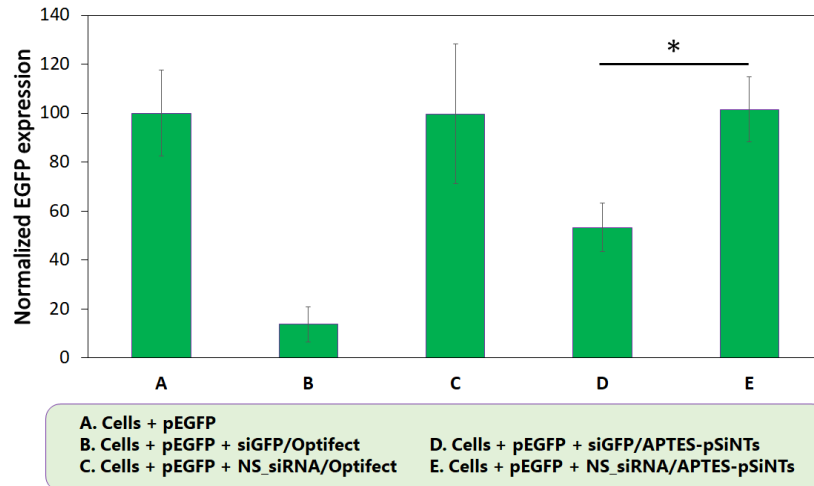 140
120
100
80
60
40
20
0
Normalized EGFP expression
*
A B C D E
A. Cells + pEGFP
B. Cells + pEGFP + siGFP/Optifect
C. Cells + pEGFP + NS_siRNA/Optifect
D. Cells + pEGFP + siGFP/APTES-pSiNTs
E. Cells + pEGFP + NS_siRNA/APTES-pSiNTs